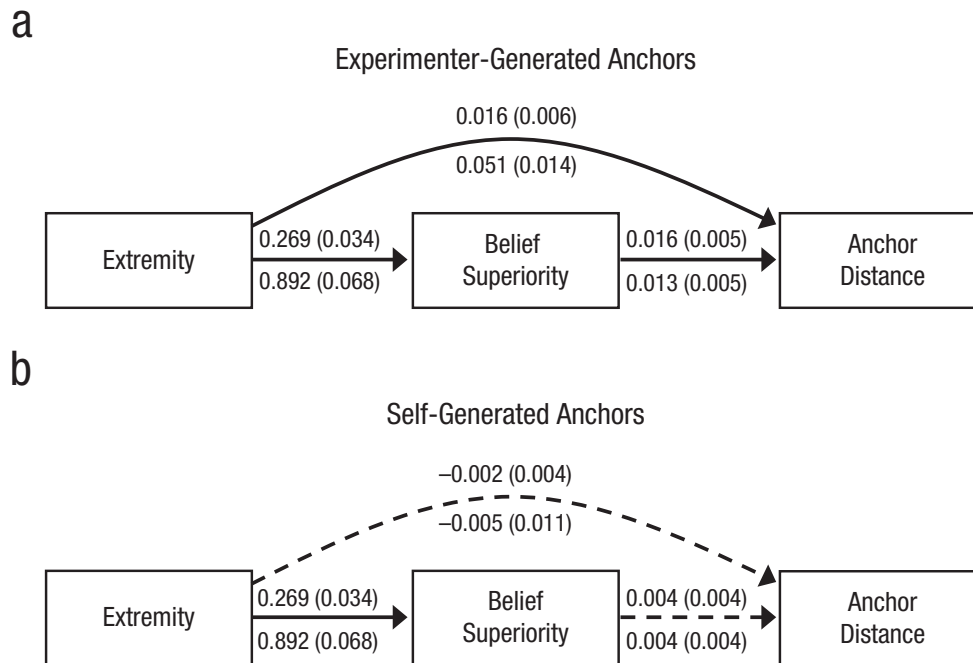 a
Experimenter-Generated Anchors
0.016 (0.006)
0.051 (0.014)
Extremity
0.269 (0.034)
0.892 (0.068)
Belief
Superiority
0.016 (0.005)
0.013 (0.005)
Anchor
Distance
b
Self-Generated Anchors
–0.002 (0.004)
–0.005 (0.011)
Extremity
0.269 (0.034)
0.892 (0.068)
Belief
Superiority
0.004 (0.004)
0.004 (0.004)
Anchor
Distance